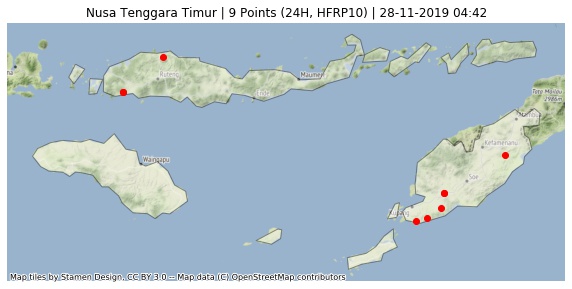 Nusa Tenggara Timur | 9 Points (24H, HFRP10) | 28-11-2019 04:42
Ruteng
Maumere
Ende
Waingapu
Kefamenanu
Soe
Kupang
Map tiles by Stamen Design, CC BY 3.0 -- Map data (C) OpenStreetMap contributors